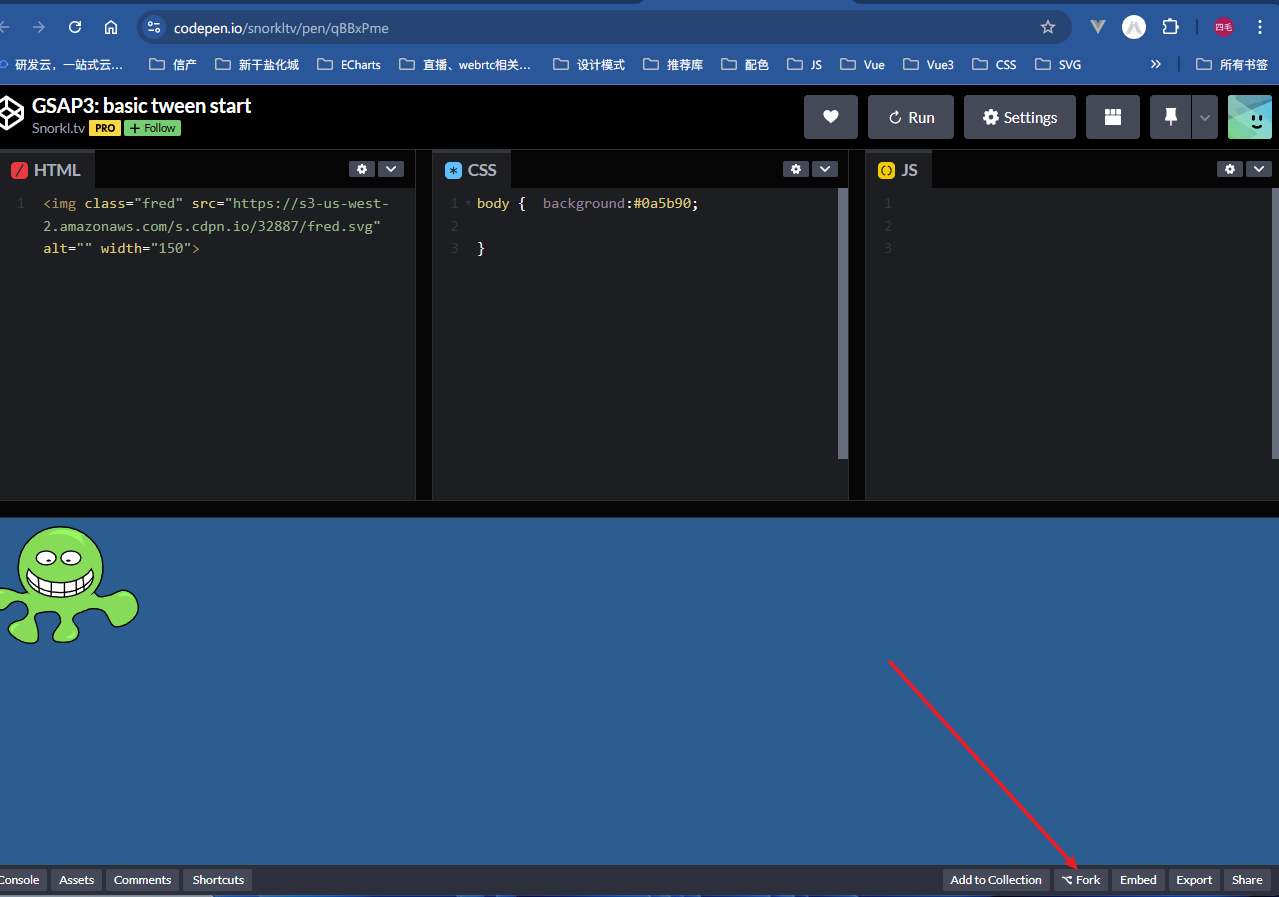 codepen.io/snorkltv/pen/qBBxPme
四毛
研发云，一站式云... 信产 新干盐化城 ECharts 直播、webrtc相关... 设计模式 推荐库 配色 JS Vue Vue3 CSS SVG » 所有书签
GSAP3: basic tween start
Snorkl.tv PRO + Follow
Run Settings
HTML CSS JS
1 <img class="fred" src="https://s3-us-west-
2.amazonaws.com/s.cdpn.io/32887/fred.svg"
alt="" width="150">
1 body { background:#0a5b90;
2
3 }
1
2
3
Console Assets Comments Shortcuts Add to Collection Fork Embed Export Share